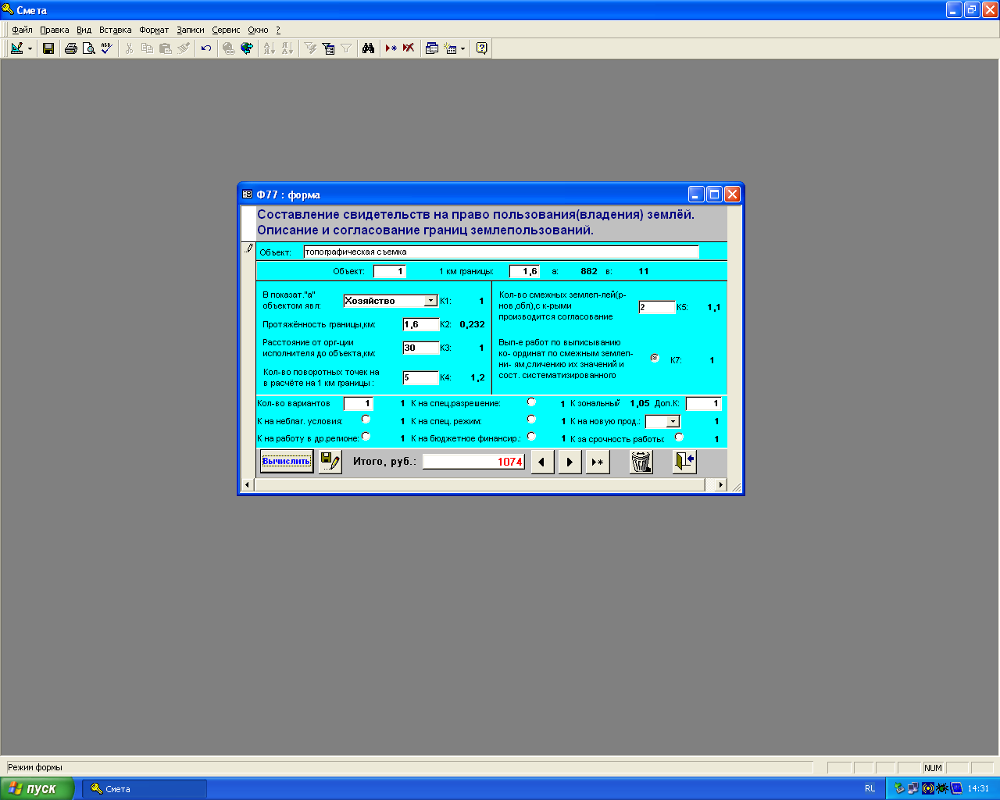 Смета
Файл Правка Вид Вставка Формат Записи Сервис Окно ?
Ф77 : форма
Составление свидетельств на право пользования(владения) землёй.
Описание и согласование границ землепользований.
Объект: топографическая съемка
Объект: 1 1 км границы: 1,6 а: 882 в: 11
В показат."а"
объектом явл: Хозяйство К1: 1
Протяжённость границы,км: 1,6 К2: 0,232
Расстояние от орг-ции
исполнителя до объекта,км: 30 К3: 1
Кол-во поворотных точек на
в расчёте на 1 км границы : 5 К4: 1,2
Кол-во смежных землеп-лей(р-
нов,обл),с к-рыми
производится согласование 2 К5: 1,1
Вып-е работ по выписыванию
ко- ординат по смежным землеп-
ни- ям,сличению их значений и
сост. систематизированного К7: 1
Кол-во вариантов 1 1 К на спец.разрешение: 1 К зональный 1,05 Доп.К: 1
К на неблаг. условия: 1 К на спец. режим: 1 К на новую прод.: 1
К на работу в др.регионе: 1 К на бюджетное финансир.: 1 К за срочность работы: 1
Вычислить Итого, руб.: 1074
Режим формы NUM
пуск Смета RL 14:31